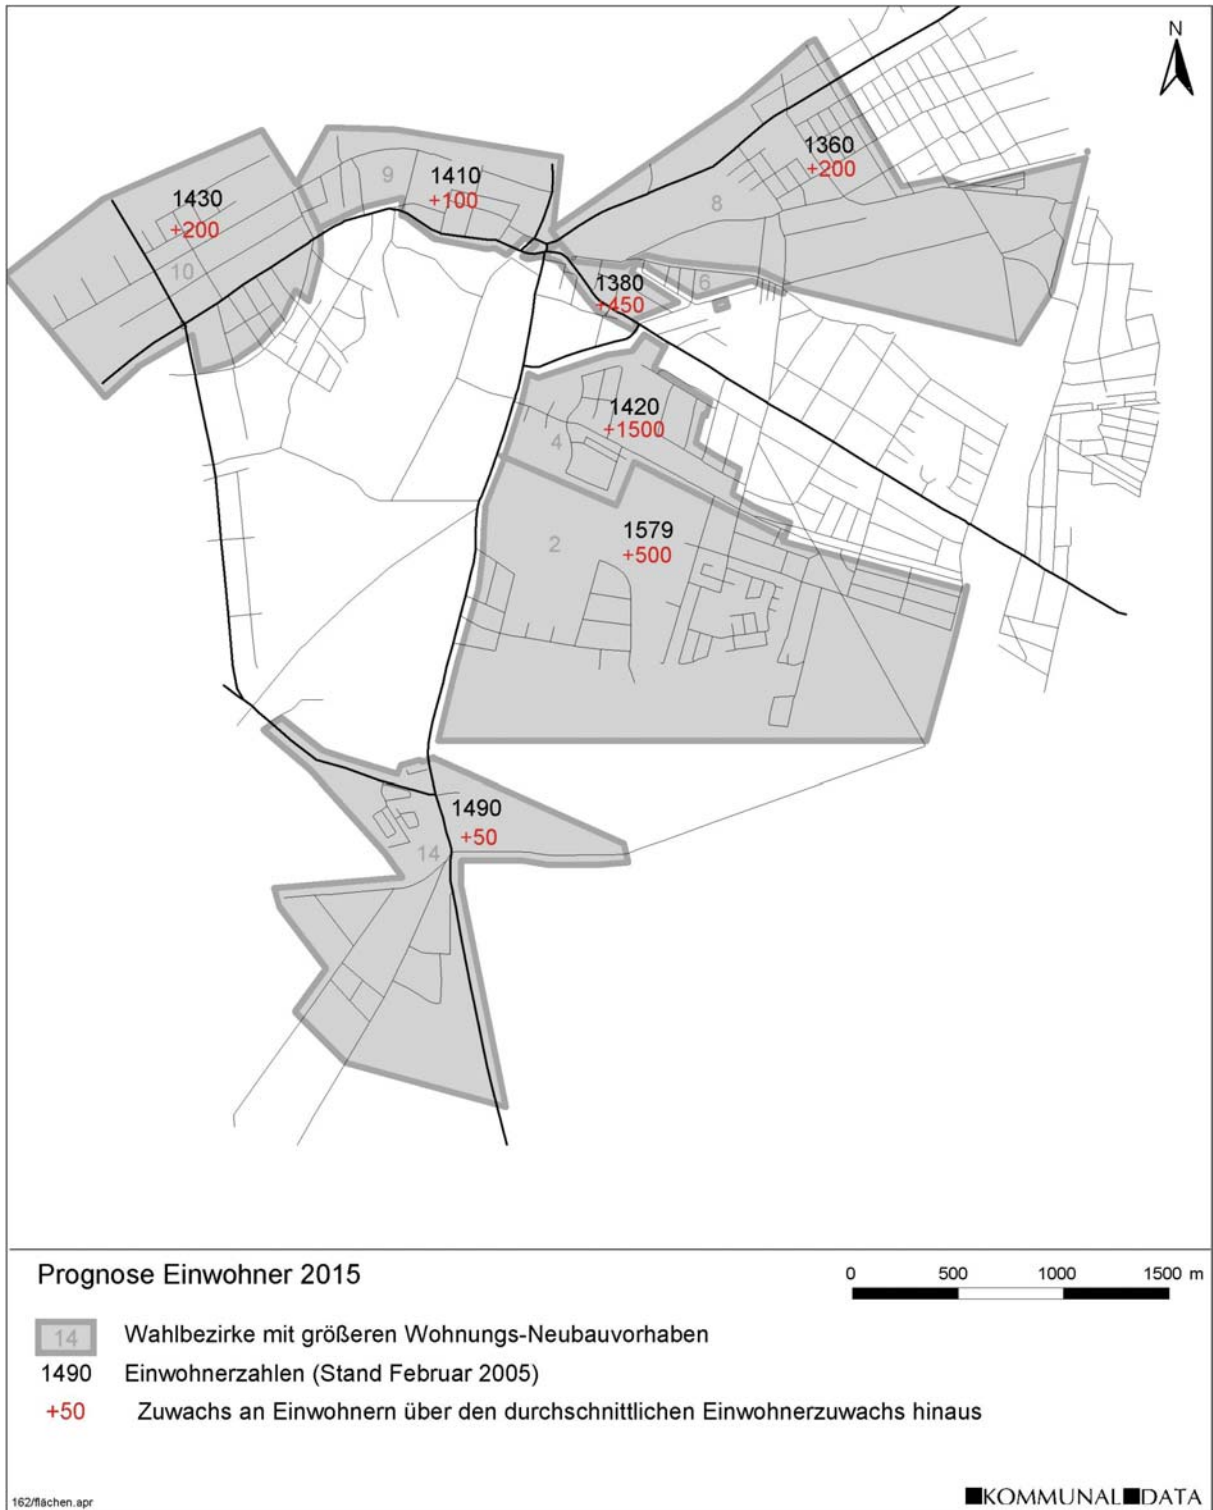 N
1360
+200
9
1410
+100
1430
+200
8
10
1380
6
+450
1420
+1500
4
1579
2
+500
1490
+50
14
Prognose Einwohner 2015
0 500 1000 1500 m
14 Wahlbezirke mit größeren Wohnungs-Neubauvorhaben
1490 Einwohnerzahlen (Stand Februar 2005)
+50 Zuwachs an Einwohnern über den durchschnittlichen Einwohnerzuwachs hinaus
162/flächen.apr
KOMMUNAL DATA